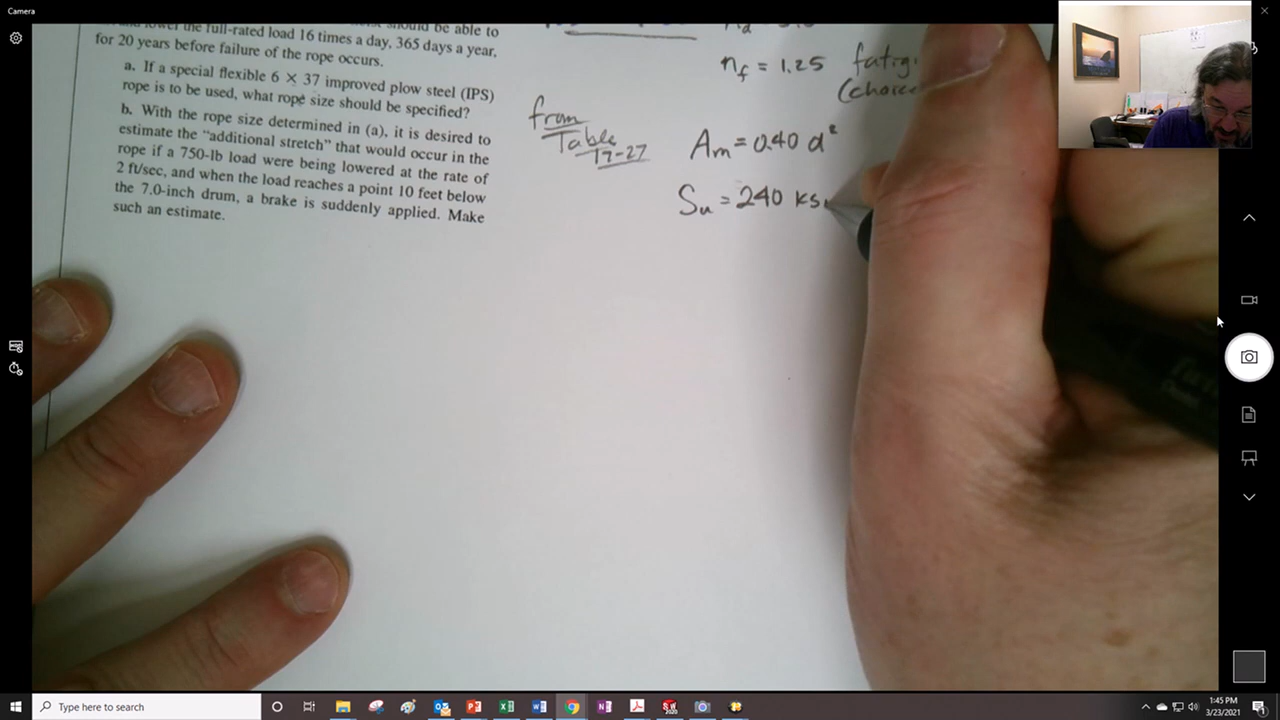 Camera
and lower the full-rated load 16 times a day, 365 days a year,
for 20 years before failure of the rope occurs.
a. If a special flexible 6 × 37 improved plow steel (IPS)
rope is to be used, what rope size should be specified?
b. With the rope size determined in (a), it is desired to
estimate the "additional stretch" that would occur in the
rope if a 750-lb load were being lowered at the rate of
2 ft/sec, and when the load reaches a point 10 feet below
the 7.0-inch drum, a brake is suddenly applied. Make
such an estimate.
n_f = 1.25
from
Table
17-27
A_m = 0.40 d²
S_u = 240 ksi
Type here to search
1:45 PM
3/23/2021